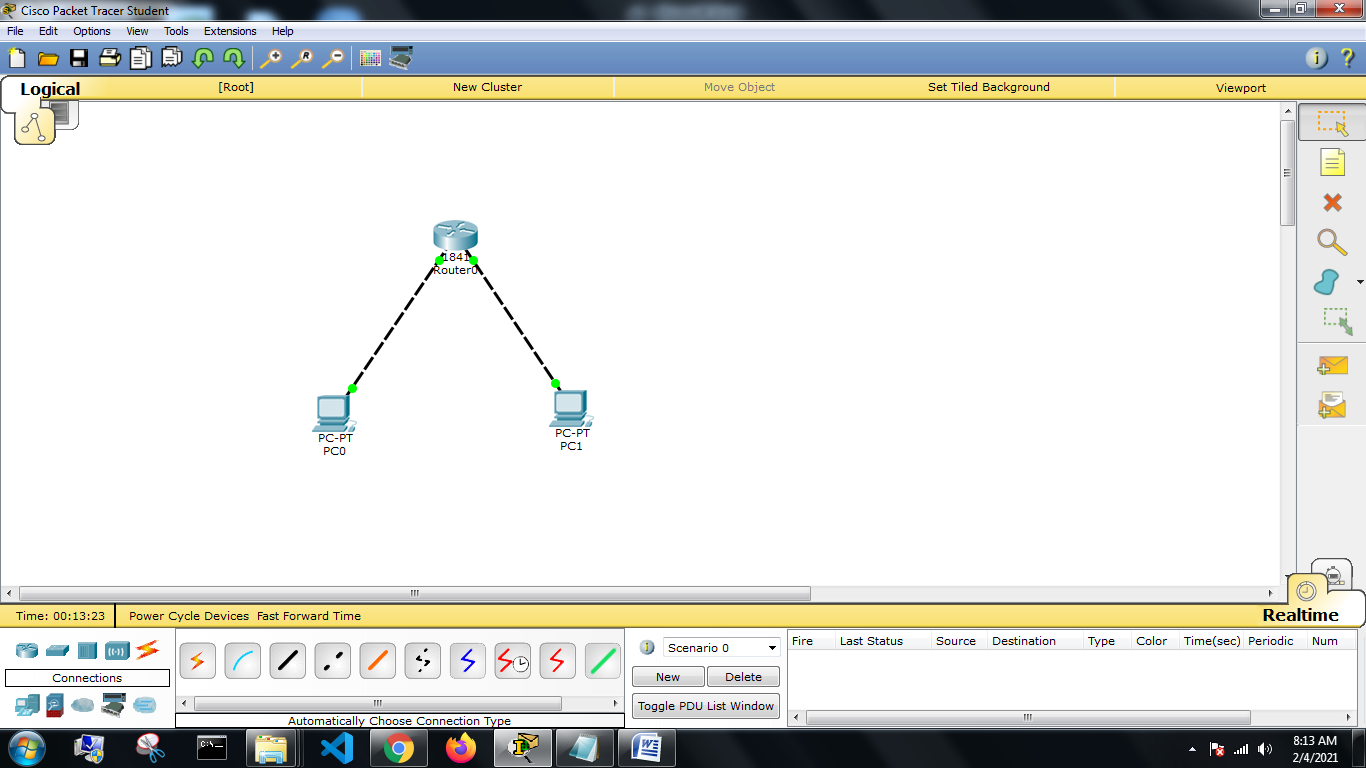 Cisco Packet Tracer Student
File Edit Options View Tools Extensions Help
Logical [Root] New Cluster Move Object Set Tiled Background Viewport
1841
Router0
PC-PT
PC0
PC-PT
PC1
Time: 00:13:23 Power Cycle Devices Fast Forward Time Realtime
Connections
Automatically Choose Connection Type
Scenario 0
New Delete
Toggle PDU List Window
Fire Last Status Source Destination Type Color Time(sec) Periodic Num
8:13 AM
2/4/2021